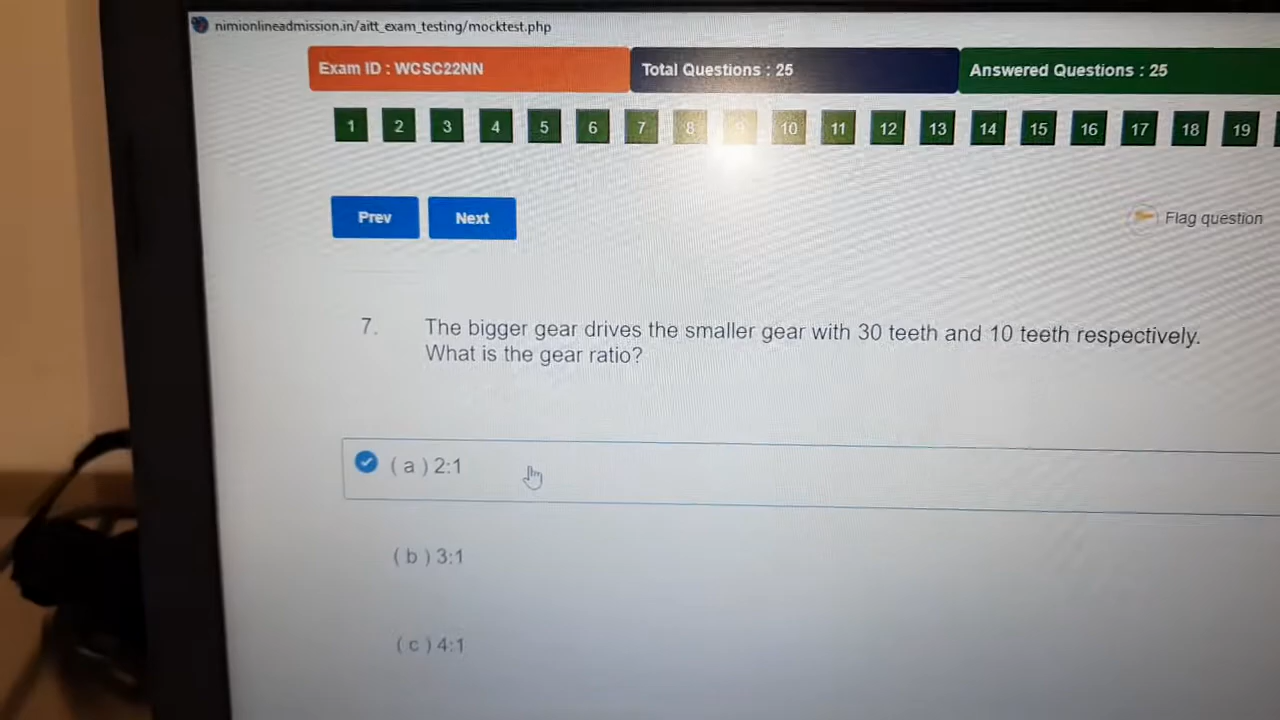 nimionlineadmission.in/aitt_exam_testing/mocktest.php
Exam ID : WCSC22NN Total Questions : 25 Answered Questions : 25
1 2 3 4 5 6 7 8 9 10 11 12 13 14 15 16 17 18 19
Prev Next Flag question
7. The bigger gear drives the smaller gear with 30 teeth and 10 teeth respectively.
What is the gear ratio?
( a ) 2:1
( b ) 3:1
( c ) 4:1